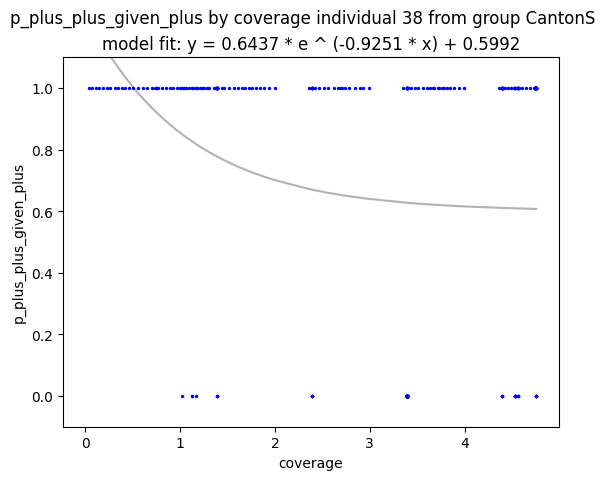 p_plus_plus_given_plus by coverage individual 38 from group CantonS
model fit: y = 0.6437 * e ^ (-0.9251 * x) + 0.5992
p_plus_plus_given_plus
1.0
0.8
0.6
0.4
0.2
0.0
0 1 2 3 4
coverage